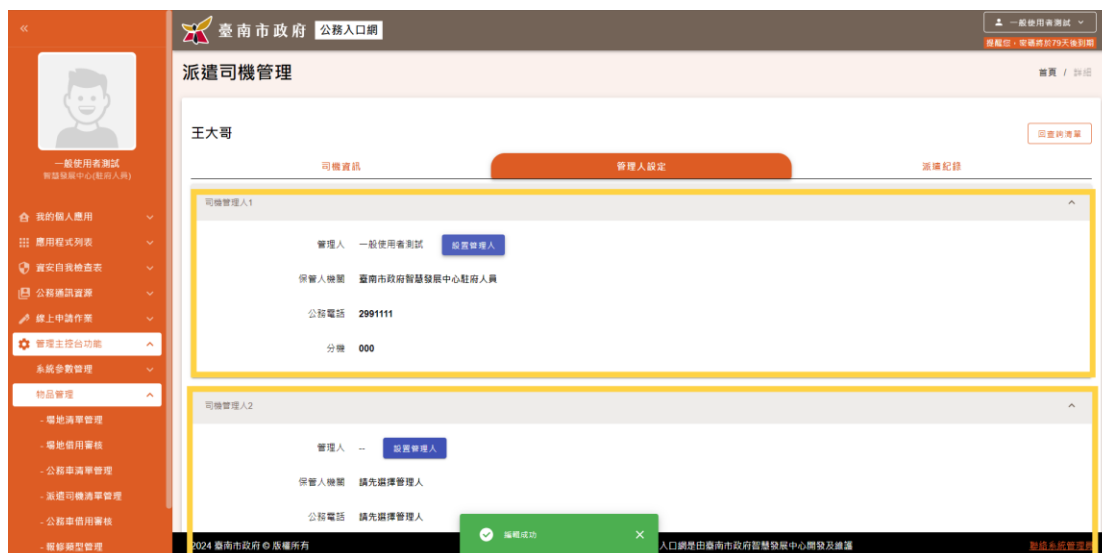 «
臺南市政府 公務入口網
一般使用者測試
提醒您,密碼將於79天後到期
派遣司機管理
首頁 / 詳細
王大哥
回查詢清單
一般使用者測試
智慧發展中心(駐府人員)
司機資訊
管理人設定
派遣紀錄
司機管理人1
管理人 一般使用者測試 設置管理人
保管人機關 臺南市政府智慧發展中心駐府人員
公務電話 2991111
分機 000
司機管理人2
管理人 -- 設置管理人
保管人機關 請先選擇管理人
公務電話 請先選擇管理人
我的個人應用
應用程式列表
資安自我檢查表
公務通訊資源
線上申請作業
管理主控台功能
系統參數管理
物品管理
- 場地清單管理
- 場地借用審核
- 公務車清單管理
- 派遣司機清單管理
- 公務車借用審核
- 報修類型管理
編輯成功 ×
2024 臺南市政府 © 版權所有
人口網是由臺南市政府智慧發展中心開發及維護
聯絡系統管理員